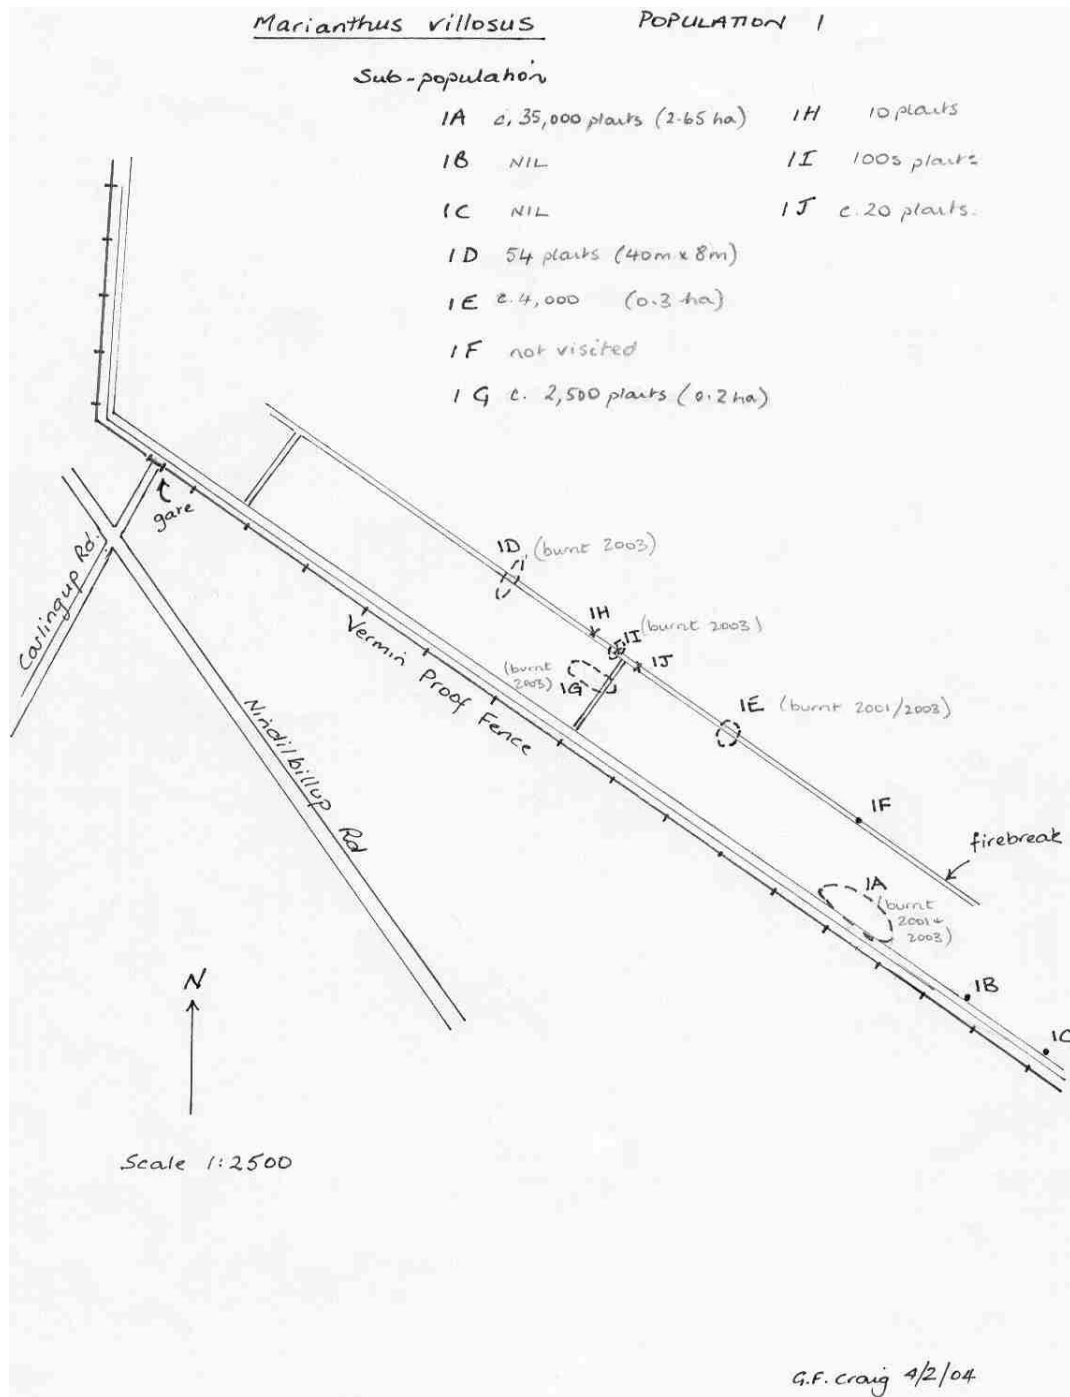 Marianthus villosus POPULATION 1
Sub-population
1A c. 35,000 plants (2.65 ha) 1H 10 plants
1B NIL 1I 100s plants
1C NIL 1J c. 20 plants.
1D 54 plants (40m x 8m)
1E c. 4,000 (0.3 ha)
1F not visited
1G c. 2,500 plants (0.2 ha)
gate
Carlingup Rd.
1D (burnt 2003)
1H
1I (burnt 2003)
1J
(burnt
2003)
1G
Vermin Proof Fence
Nindilbillup Rd
1E (burnt 2001/2003)
1F
firebreak
1A
(burnt
2001+
2003)
1B
1C
N
Scale 1:2500
G.F. Craig 4/2/04